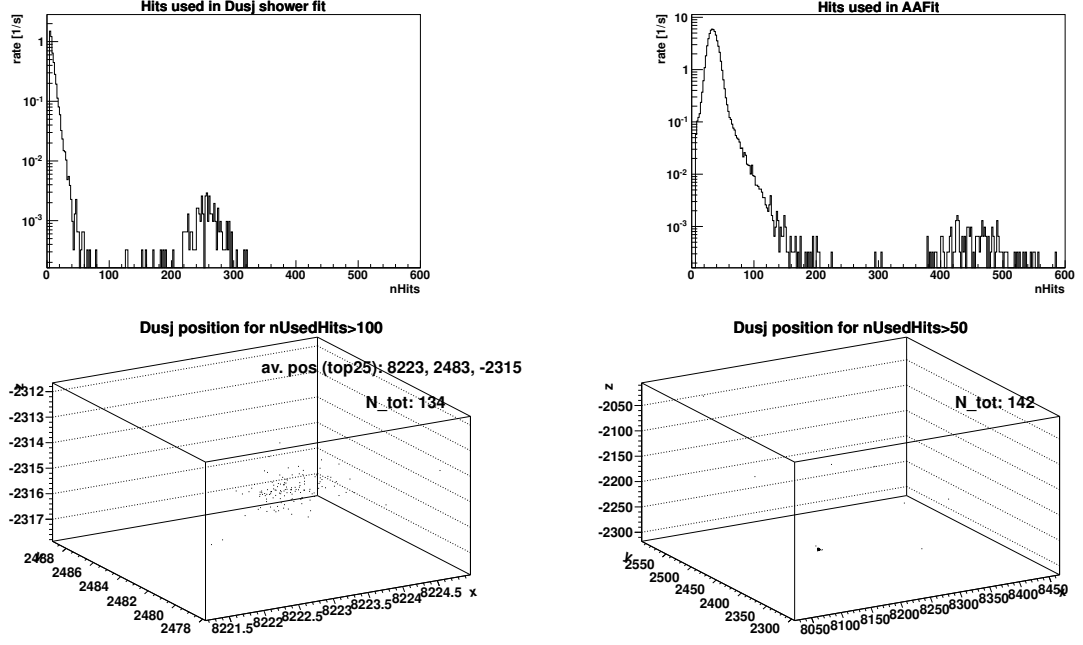 Hits used in Dusj shower fit
rate [1/s]
1
10^-1
10^-2
10^-3
0 100 200 300 400 500 600
nHits
Hits used in AAFit
rate [1/s]
10
1
10^-1
10^-2
10^-3
0 100 200 300 400 500 600
nHits
Dusj position for nUsedHits>100
av. pos (top25): 8223, 2483, -2315
N_tot: 134
z
-2312
-2313
-2314
-2315
-2316
-2317
y
2488
2486
2484
2482
2480
2478
8221.5 8222 8222.5 8223 8223.5 8224 8224.5 x
Dusj position for nUsedHits>50
N_tot: 142
z
-2050
-2100
-2150
-2200
-2250
-2300
y
2550
2500
2450
2400
2350
2300
8050 8100 8150 8200 8250 8300 8350 8400 8450 x